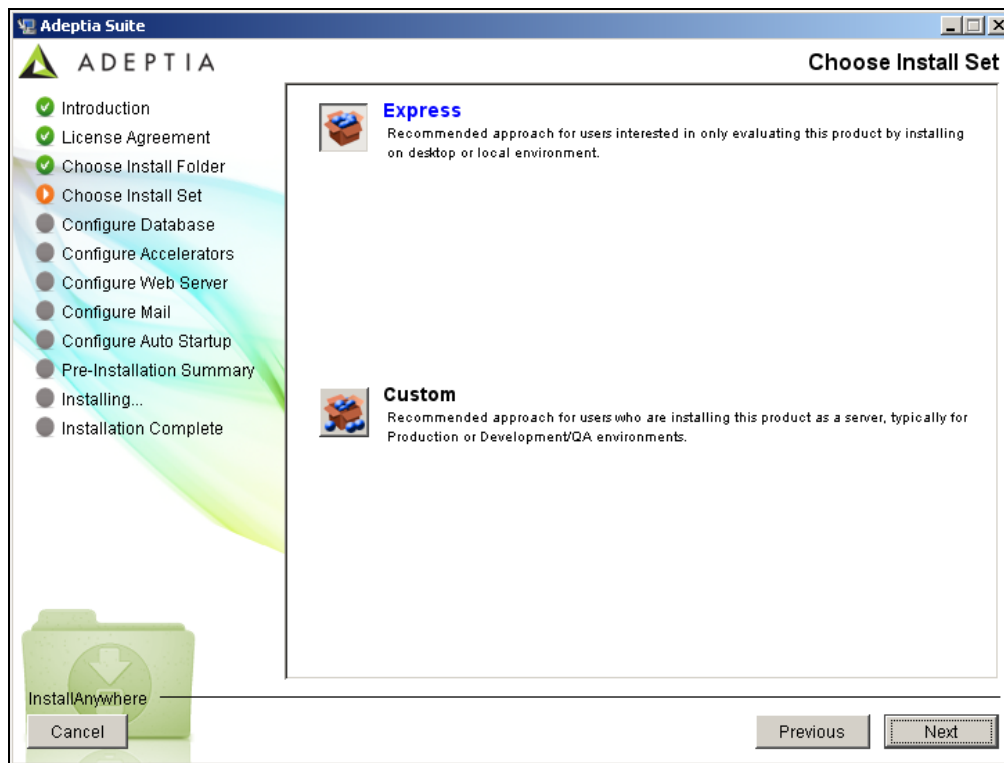 Adeptia Suite
ADEPTIA
Choose Install Set
Introduction
License Agreement
Choose Install Folder
Choose Install Set
Configure Database
Configure Accelerators
Configure Web Server
Configure Mail
Configure Auto Startup
Pre-Installation Summary
Installing...
Installation Complete
Express
Recommended approach for users interested in only evaluating this product by installing
on desktop or local environment.
Custom
Recommended approach for users who are installing this product as a server, typically for
Production or Development/QA environments.
InstallAnywhere
Cancel
Previous
Next